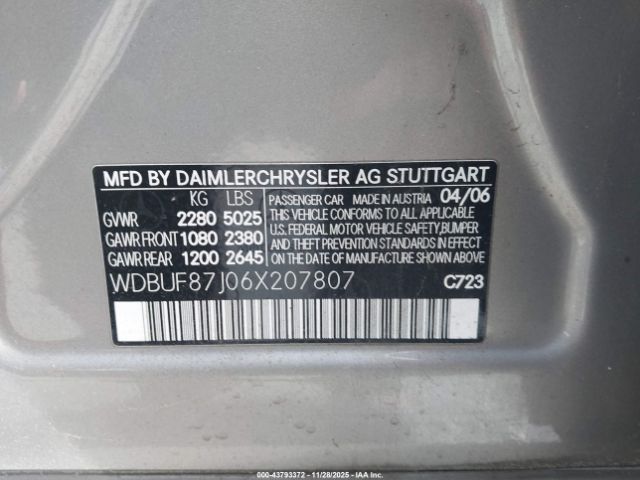 MFD BY DAIMLERCHRYSLER AG STUTTGART
KG LBS
GVWR 2280 5025
GAWR FRONT 1080 2380
GAWR REAR 1200 2645
PASSENGER CAR MADE IN AUSTRIA 04/06
THIS VEHICLE CONFORMS TO ALL APPLICABLE
U.S. FEDERAL MOTOR VEHICLE SAFETY, BUMPER
AND THEFT PREVENTION STANDARDS IN EFFECT
ON THE DATE OF MANUFACTURE SHOWN ABOVE.
WDBUF87J06X207807 C723
© COPY: 43793372 - 11/28/2025 - IAA Inc.